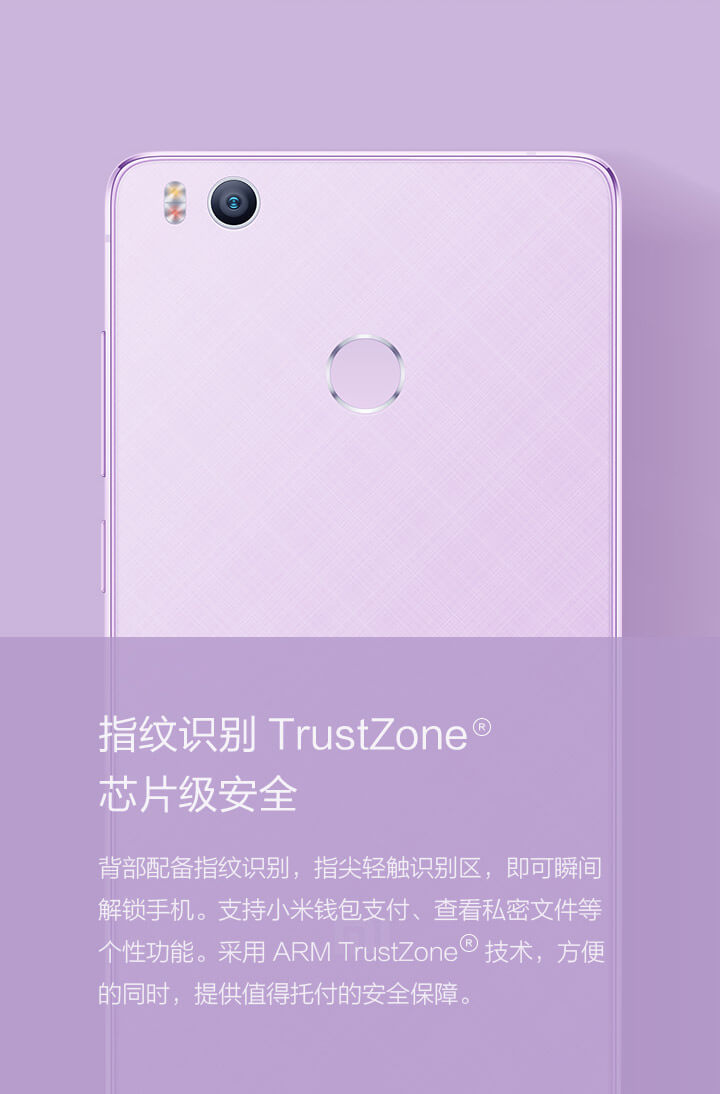 指纹识别 TrustZone®
芯片级安全
背部配备指纹识别，指尖轻触识别区，即可瞬间
解锁手机。支持小米钱包支付、查看私密文件等
个性功能。采用 ARM TrustZone® 技术，方便
的同时，提供值得托付的安全保障。